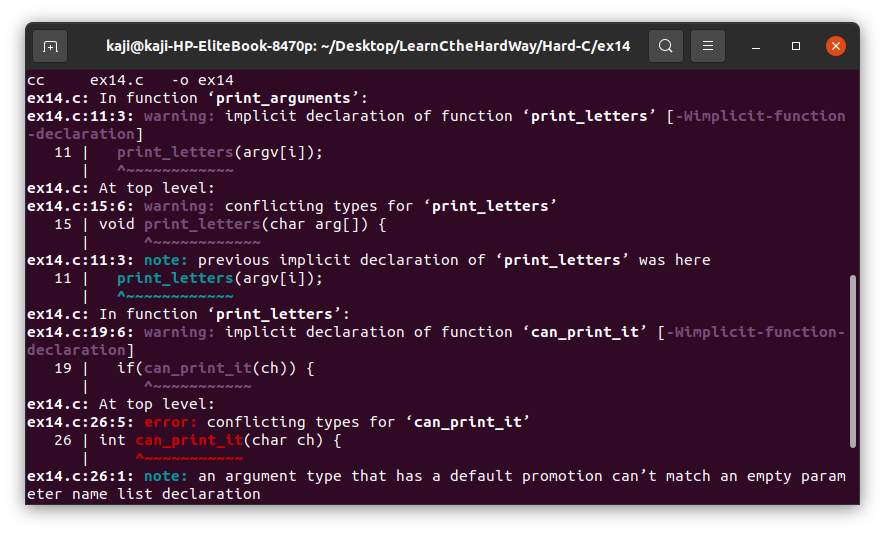 kaji@kaji-HP-EliteBook-8470p: ~/Desktop/LearnCtheHardWay/Hard-C/ex14
cc     ex14.c   -o ex14
ex14.c: In function ‘print_arguments’:
ex14.c:11:3: warning: implicit declaration of function ‘print_letters’ [-Wimplicit-function
-declaration]
   11 |   print_letters(argv[i]);
      |   ^~~~~~~~~~~~~
ex14.c: At top level:
ex14.c:15:6: warning: conflicting types for ‘print_letters’
   15 | void print_letters(char arg[]) {
      |      ^~~~~~~~~~~~~
ex14.c:11:3: note: previous implicit declaration of ‘print_letters’ was here
   11 |   print_letters(argv[i]);
      |   ^~~~~~~~~~~~~
ex14.c: In function ‘print_letters’:
ex14.c:19:6: warning: implicit declaration of function ‘can_print_it’ [-Wimplicit-function-
declaration]
   19 |   if(can_print_it(ch)) {
      |      ^~~~~~~~~~~~
ex14.c: At top level:
ex14.c:26:5: error: conflicting types for ‘can_print_it’
   26 | int can_print_it(char ch) {
      |     ^~~~~~~~~~~~
ex14.c:26:1: note: an argument type that has a default promotion can’t match an empty param
eter name list declaration